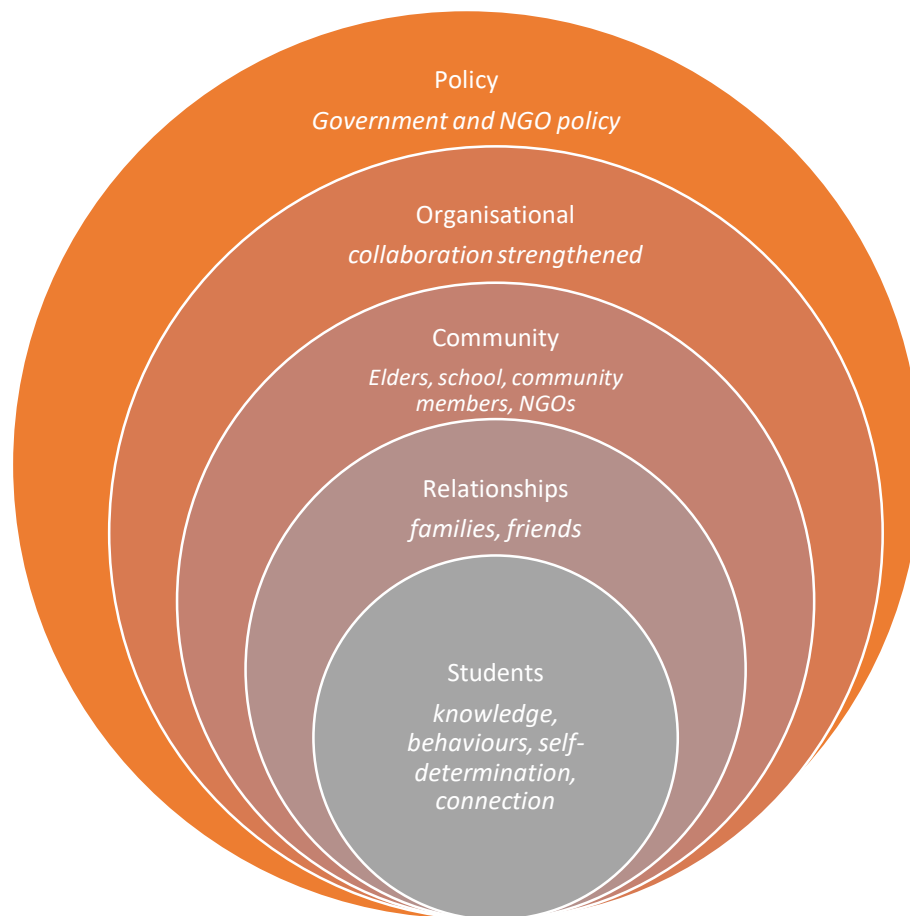 Policy
Government and NGO policy
Organisational
collaboration strengthened
Community
Elders, school, community
members, NGOs
Relationships
families, friends
Students
knowledge,
behaviours, self-
determination,
connection